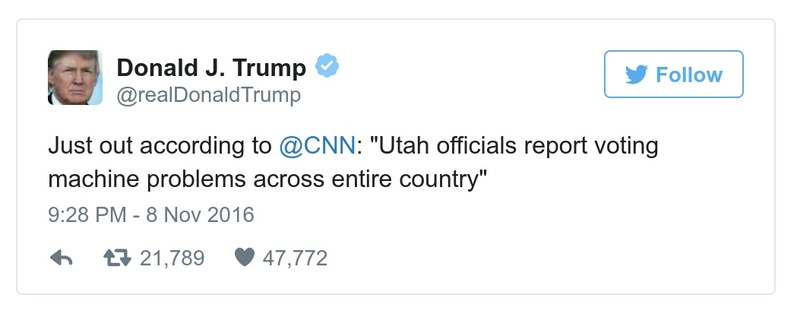 Donald J. Trump
@realDonaldTrump
Follow
Just out according to @CNN: "Utah officials report voting
machine problems across entire country"
9:28 PM - 8 Nov 2016
21,789 47,772